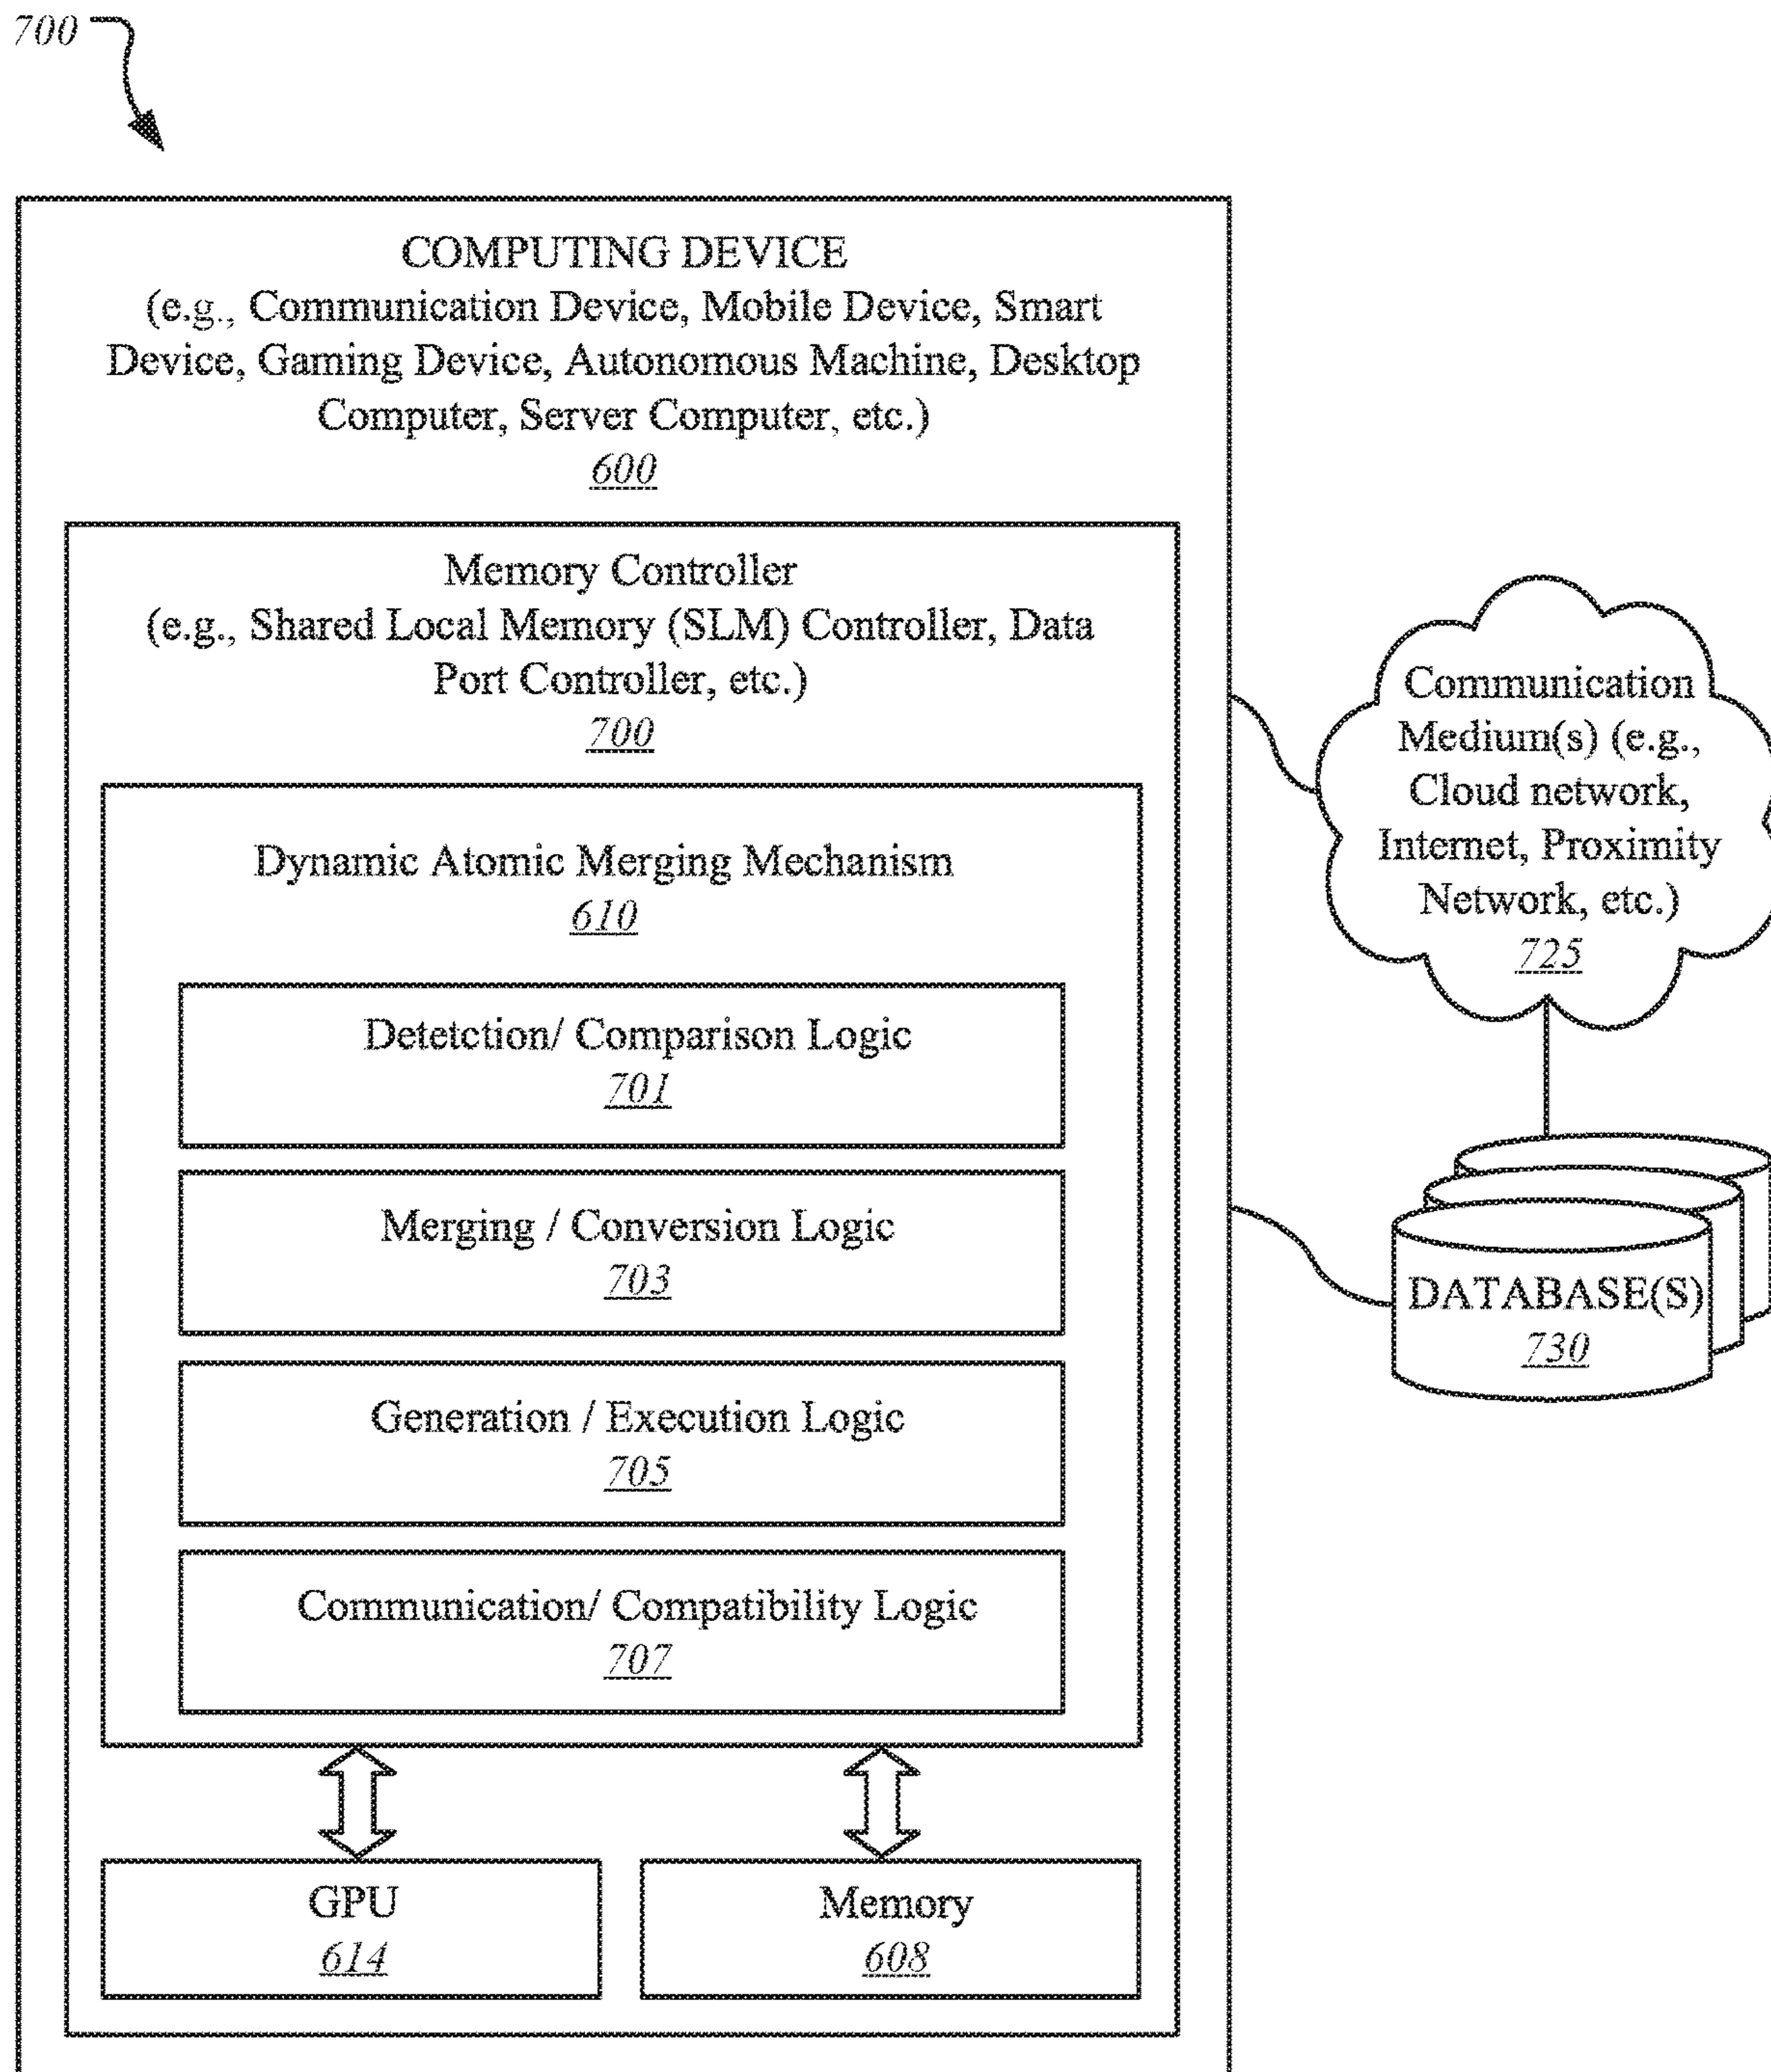 700
COMPUTING DEVICE
(e.g., Communication Device, Mobile Device, Smart
Device, Gaming Device, Autonomous Machine, Desktop
Computer, Server Computer, etc.)
600
Memory Controller
(e.g., Shared Local Memory (SLM) Controller, Data
Port Controller, etc.)
700
Dynamic Atomic Merging Mechanism
610
Detetction/ Comparison Logic
701
Merging / Conversion Logic
703
Generation / Execution Logic
705
Communication/ Compatibility Logic
707
GPU
614
Memory
608
Communication
Medium(s) (e.g.,
Cloud network,
Internet, Proximity
Network, etc.)
725
DATABASE(S)
730